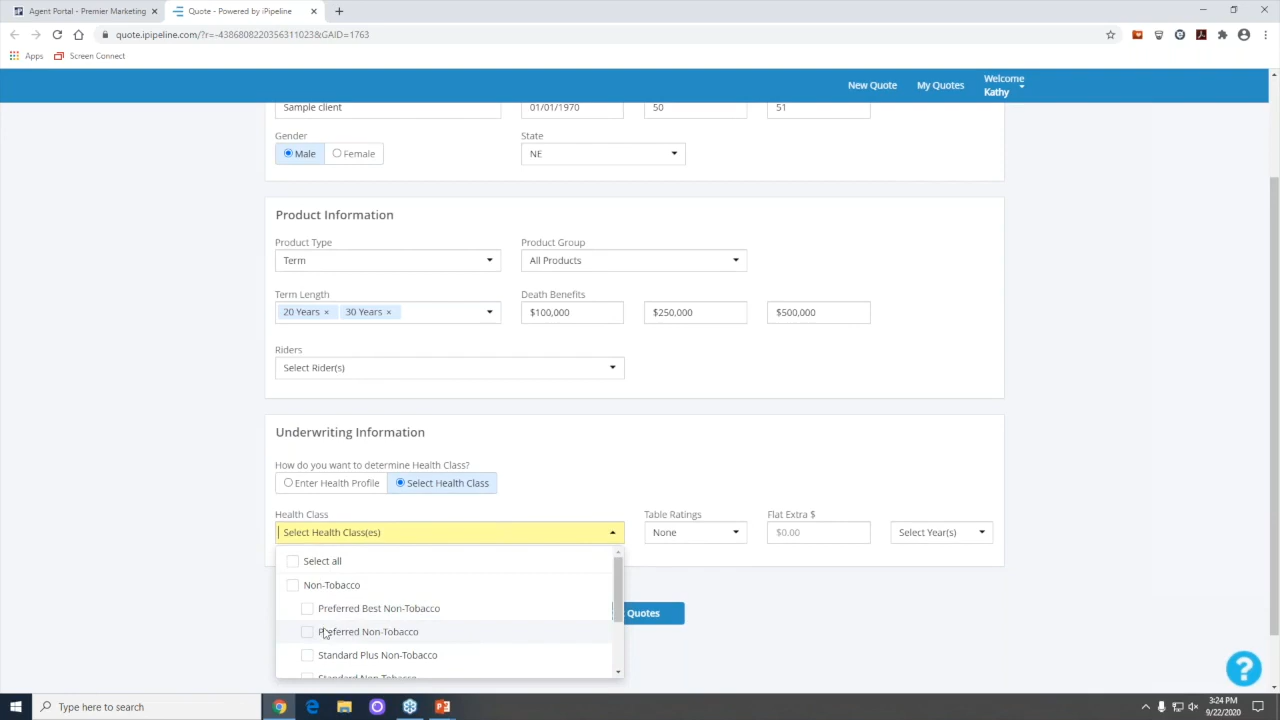 Agent Portal - Premier Marketing
Quote - Powered by iPipeline
quote.ipipeline.com/?r=-4386808220356311023&GAID=1763
Apps Screen Connect
New Quote My Quotes Welcome Kathy
Sample client 01/01/1970 50 51
Gender State
Male Female NE
Product Information
Product Type Product Group
Term All Products
Term Length Death Benefits
20 Years × 30 Years × $100,000 $250,000 $500,000
Riders
Select Rider(s)
Underwriting Information
How do you want to determine Health Class?
Enter Health Profile Select Health Class
Health Class Table Ratings Flat Extra $
Select Health Class(es) None $0.00 Select Year(s)
Select all
Non-Tobacco
Preferred Best Non-Tobacco
Quotes
Preferred Non-Tobacco
Standard Plus Non-Tobacco
Standard Non-Tobacco
?
Type here to search
3:24 PM
9/22/2020